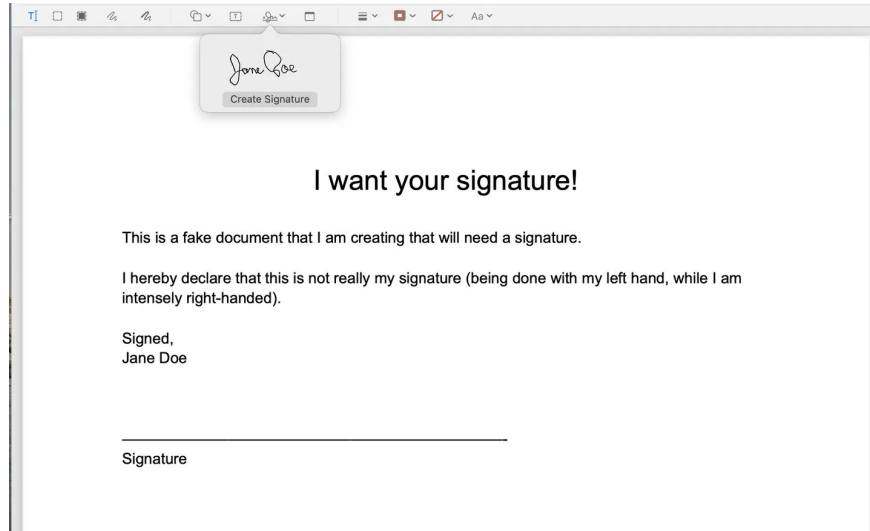 Aa
Jane Doe
Create Signature
I want your signature!
This is a fake document that I am creating that will need a signature.
I hereby declare that this is not really my signature (being done with my left hand, while I am
intensely right-handed).
Signed,
Jane Doe
Signature